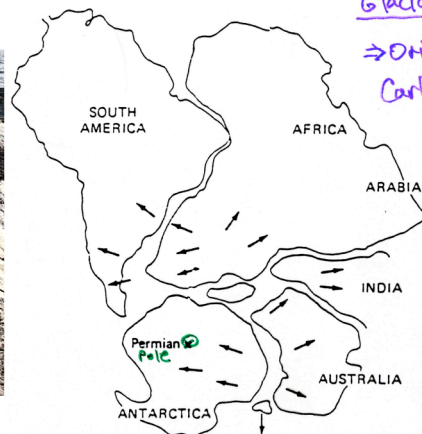 SOUTH
AMERICA
AFRICA
ARABIA
INDIA
Permian
Pole
AUSTRALIA
ANTARCTICA